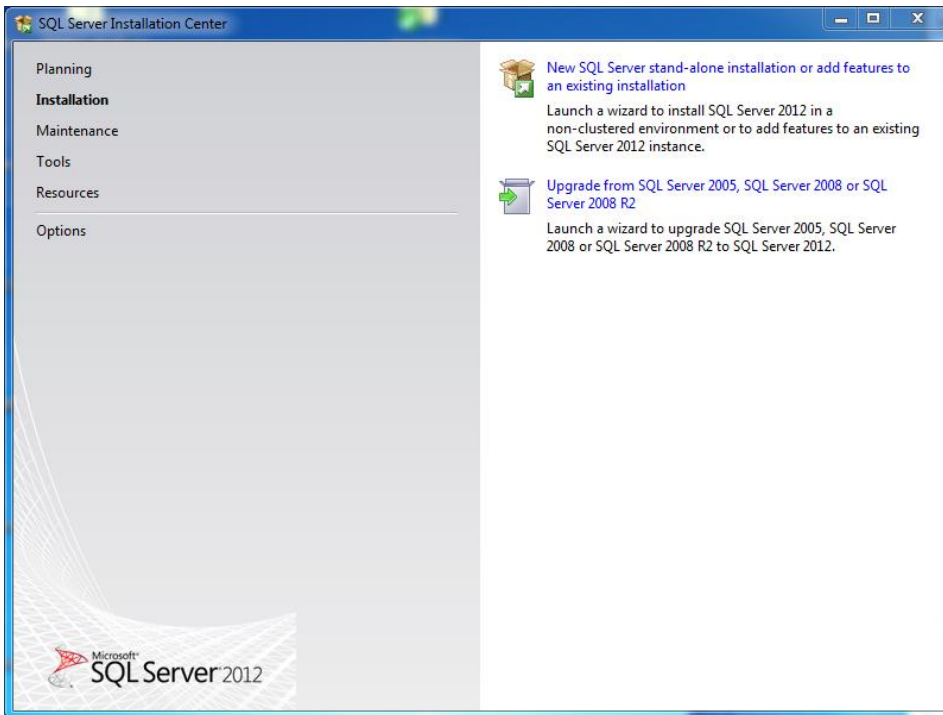 SQL Server Installation Center
Planning
Installation
Maintenance
Tools
Resources
Options
New SQL Server stand-alone installation or add features to
an existing installation
Launch a wizard to install SQL Server 2012 in a
non-clustered environment or to add features to an existing
SQL Server 2012 instance.
Upgrade from SQL Server 2005, SQL Server 2008 or SQL
Server 2008 R2
Launch a wizard to upgrade SQL Server 2005, SQL Server
2008 or SQL Server 2008 R2 to SQL Server 2012.
Microsoft®
SQL Server®2012